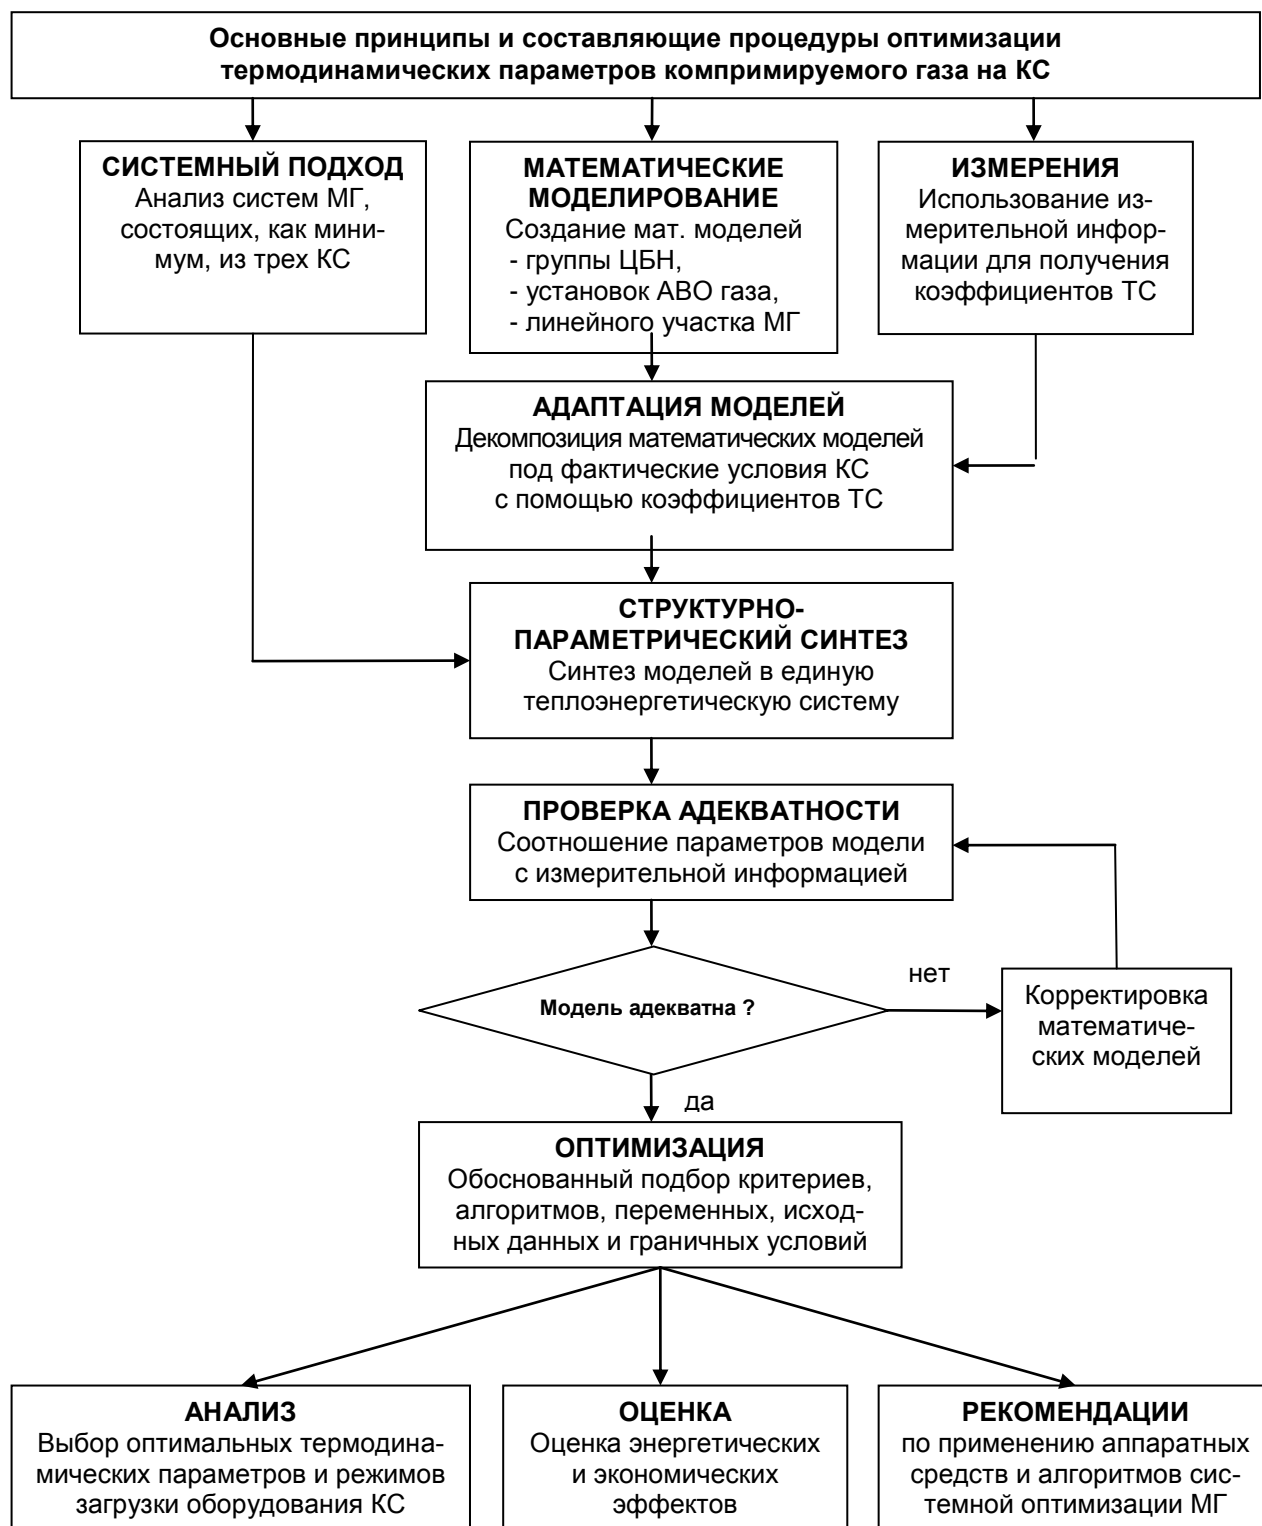 Основные принципы и составляющие процедуры оптимизации
термодинамических параметров компримируемого газа на КС
СИСТЕМНЫЙ ПОДХОД
Анализ систем МГ,
состоящих, как мини-
мум, из трех КС
МАТЕМАТИЧЕСКИЕ
МОДЕЛИРОВАНИЕ
Создание мат. моделей
- группы ЦБН,
- установок АВО газа,
- линейного участка МГ
ИЗМЕРЕНИЯ
Использование из-
мерительной инфор-
мации для получения
коэффициентов ТС
АДАПТАЦИЯ МОДЕЛЕЙ
Декомпозиция математических моделей
под фактические условия КС
с помощью коэффициентов ТС
СТРУКТУРНО-
ПАРАМЕТРИЧЕСКИЙ СИНТЕЗ
Синтез моделей в единую
теплоэнергетическую систему
ПРОВЕРКА АДЕКВАТНОСТИ
Соотношение параметров модели
с измерительной информацией
Модель адекватна ?
нет
Корректировка
математиче-
ских моделей
да
ОПТИМИЗАЦИЯ
Обоснованный подбор критериев,
алгоритмов, переменных, исход-
ных данных и граничных условий
АНАЛИЗ
Выбор оптимальных термодина-
мических параметров и режимов
загрузки оборудования КС
ОЦЕНКА
Оценка энергетических
и экономических
эффектов
РЕКОМЕНДАЦИИ
по применению аппаратных
средств и алгоритмов сис-
темной оптимизации МГ